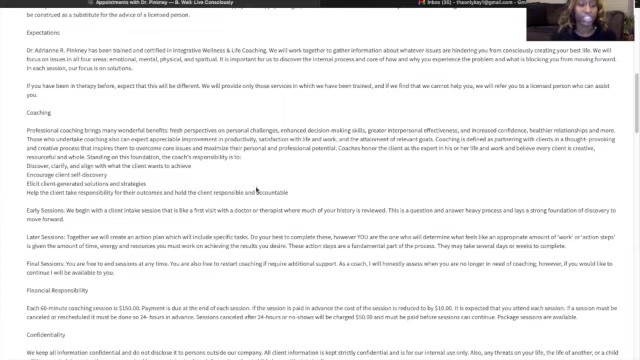 Appointments with Dr. Pinkney — B. Well: Live Consciously
Inbox (36) - theonlykay1@gmail.com - Gm
be construed as a substitute for the advice of a licensed person.
Expectations
Dr. Adrianne R. Pinkney has been trained and certified in Integrative Wellness & Life Coaching. We will work together to gather information about whatever issues are hindering you from consciously creating your best life. We will
focus on issues in all four areas: emotional, mental, physical, and spiritual. It is important for us to discover the internal process and core of how and why you experience the problem and what is blocking you from moving forward.
In each session, our focus is on solutions.
If you have been in therapy before, expect that this will be different. We will provide only those services in which we have been trained, and if we find that we cannot help you, we will refer you to a licensed person who can assist
you.
Coaching
Professional coaching brings many wonderful benefits: fresh perspectives on personal challenges, enhanced decision-making skills, greater interpersonal effectiveness, and increased confidence, healthier relationships and more.
Those who undertake coaching also can expect appreciable improvement in productivity, satisfaction with life and work, and the attainment of relevant goals. Coaching is defined as partnering with clients in a thought-provoking
and creative process that inspires them to overcome core issues and maximize their personal and professional potential. Coaches honor the client as the expert in his or her life and work and believe every client is creative,
resourceful and whole. Standing on this foundation, the coach's responsibility is to:
Discover, clarify, and align with what the client wants to achieve
Encourage client self-discovery
Elicit client-generated solutions and strategies
Help the client take responsibility for their outcomes and hold the client responsible and accountable
Early Sessions: We begin with a client intake session that is like a first visit with a doctor or therapist where much of your history is reviewed. This is a question and answer heavy process and lays a strong foundation of discovery to
move forward.
Later Sessions: Together we will create an action plan which will include specific tasks. Do your best to complete these, however YOU are the one who will determine what feels like an appropriate amount of 'work' or 'action steps'
is given the amount of time, energy and resources you must work on achieving the results you desire. These action steps are a fundamental part of the process. They may take several days or weeks to complete.
Final Sessions: You are free to end sessions at any time. You are also free to restart coaching if require additional support. As a coach, I will honestly assess when you are no longer in need of coaching, however, if you would like to
continue I will be available to you.
Financial Responsibility
Each 60-minute coaching session is $150.00. Payment is due at the end of each session. If the session is paid in advance the cost of the session is reduced to by $10.00. It is expected that you attend each session. If a session must be
canceled or rescheduled it must be done so 24- hours in advance. Sessions canceled after 24-hours or no-shows will be charged $50.00 and must be paid before sessions can continue. Package sessions are available.
Confidentiality
We keep all information confidential and do not disclose it to persons outside our company. All client information is kept strictly confidential and is for our internal use only. Also, any threats on your life, the life of another, or a child